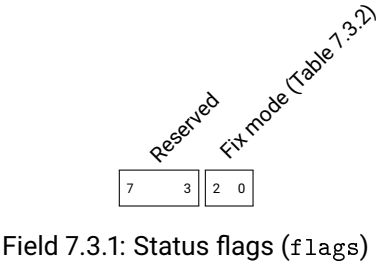 Reserved
Fix mode (Table 7.3.2)
7 3 2 0
Field 7.3.1: Status flags (flags)